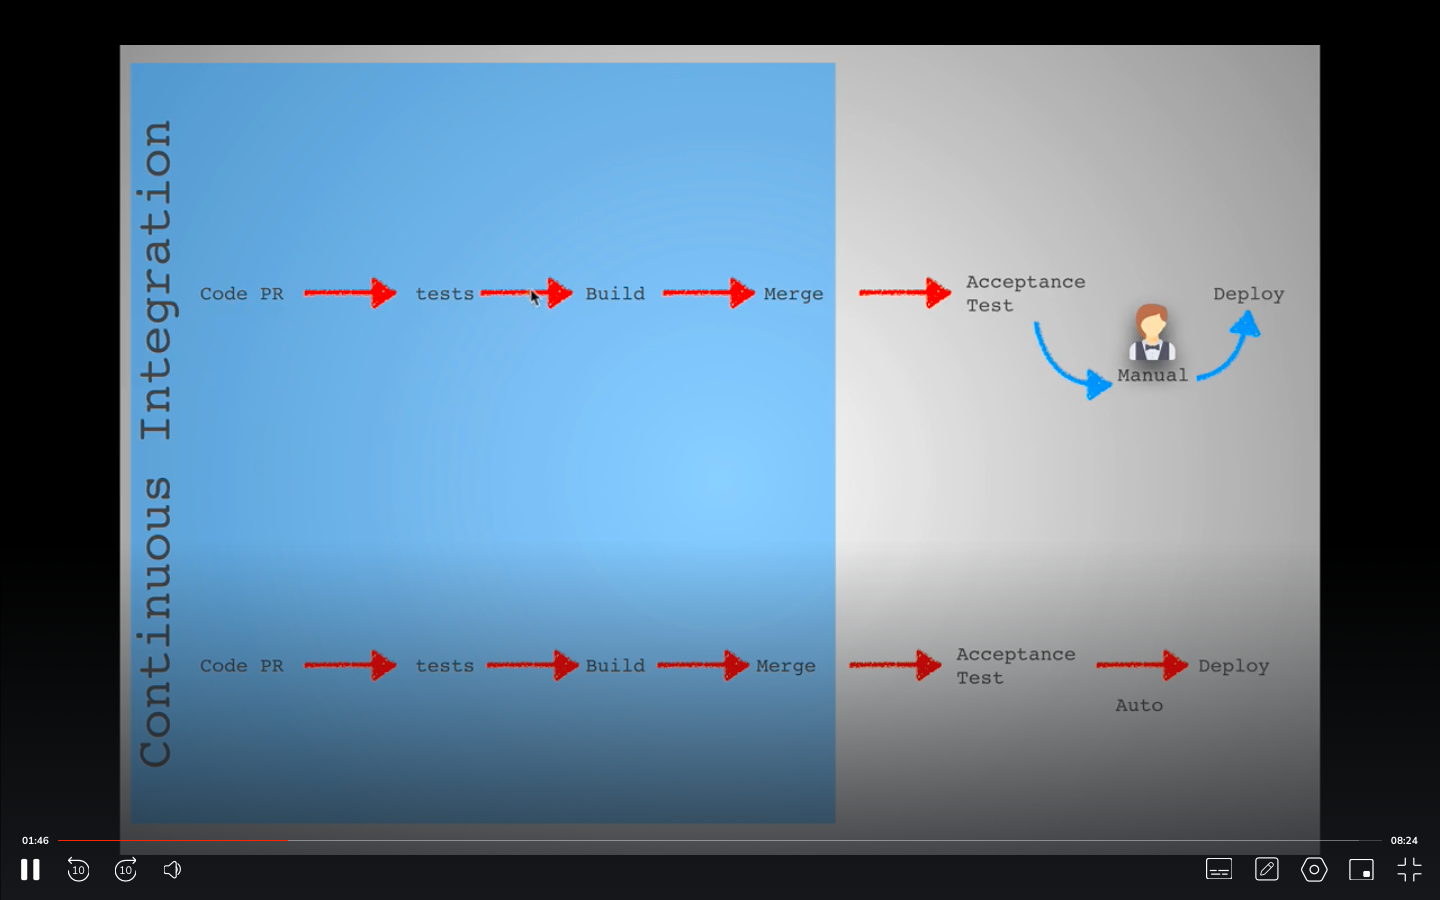 Continuous Integration
Code PR
tests
Build
Merge
Acceptance
Test
Manual
Deploy
Code PR
tests
Build
Merge
Acceptance
Test
Auto
Deploy
01:46
08:24
10
10